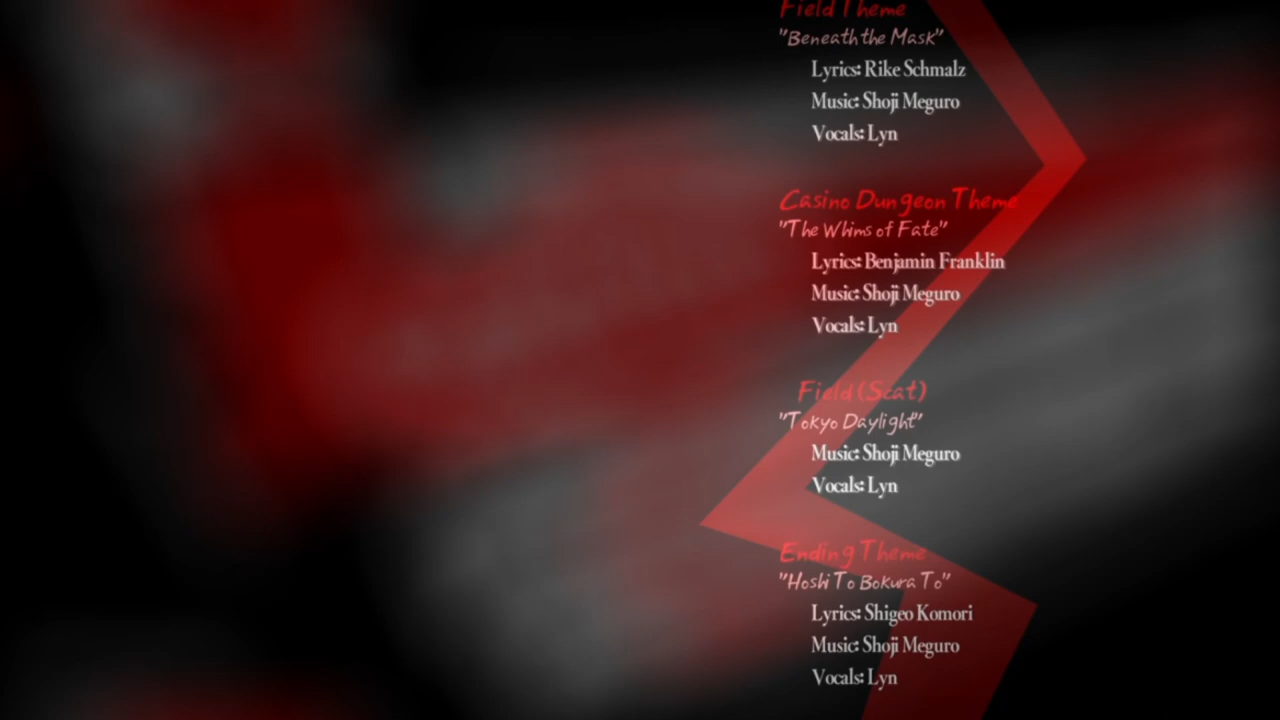 Field Theme
"Beneath the Mask"
Lyrics: Rike Schmalz
Music: Shoji Meguro
Vocals: Lyn
Casino Dungeon Theme
"The Whims of Fate"
Lyrics: Benjamin Franklin
Music: Shoji Meguro
Vocals: Lyn
Field (Scat)
"Tokyo Daylight"
Music: Shoji Meguro
Vocals: Lyn
Ending Theme
"Hoshi To Bokura To"
Lyrics: Shigeo Komori
Music: Shoji Meguro
Vocals: Lyn